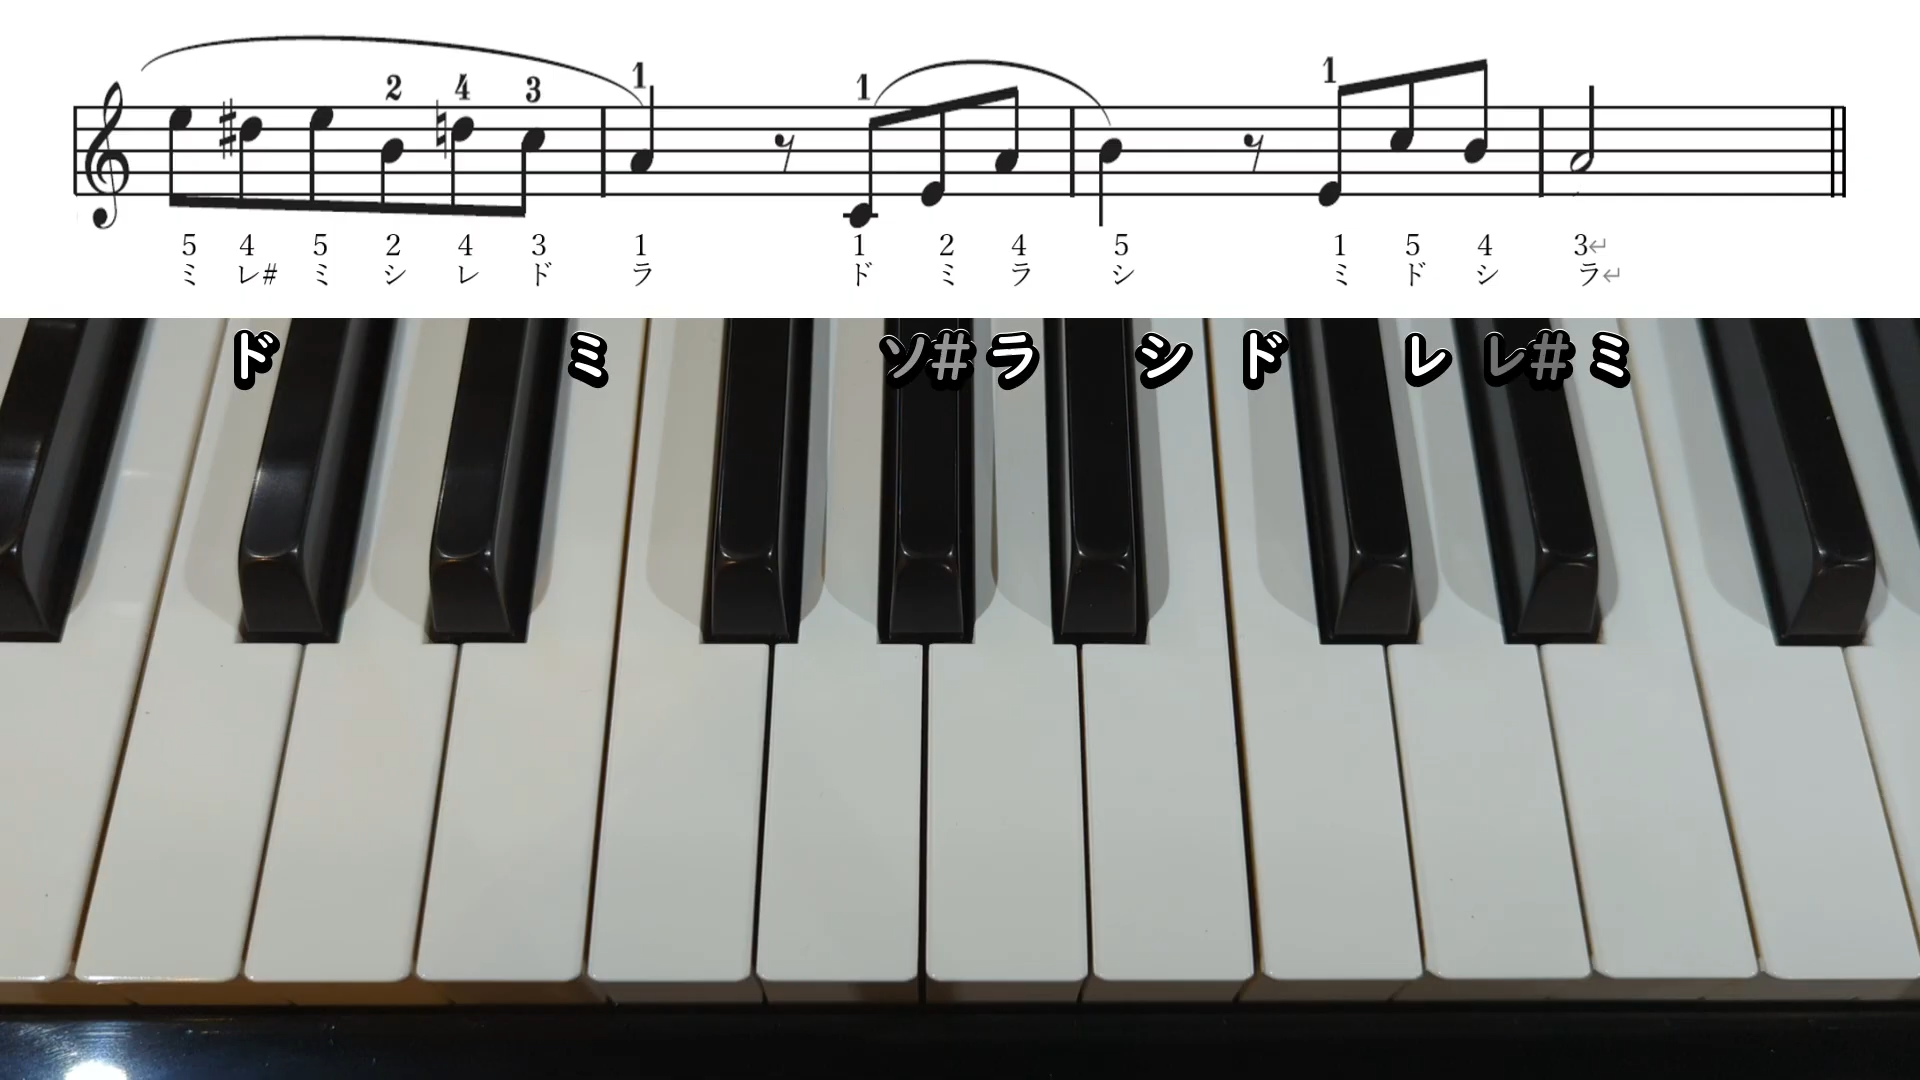 2 4 3 1 1 1
5 4 5 2 4 3 1 1 2 4 5 1 5 4 3↵
ミ レ# ミ シ レ ド ラ ド ミ ラ シ ミ ド シ ラ↵
ド ミ ソ# ラ シ ド レ レ# ミ